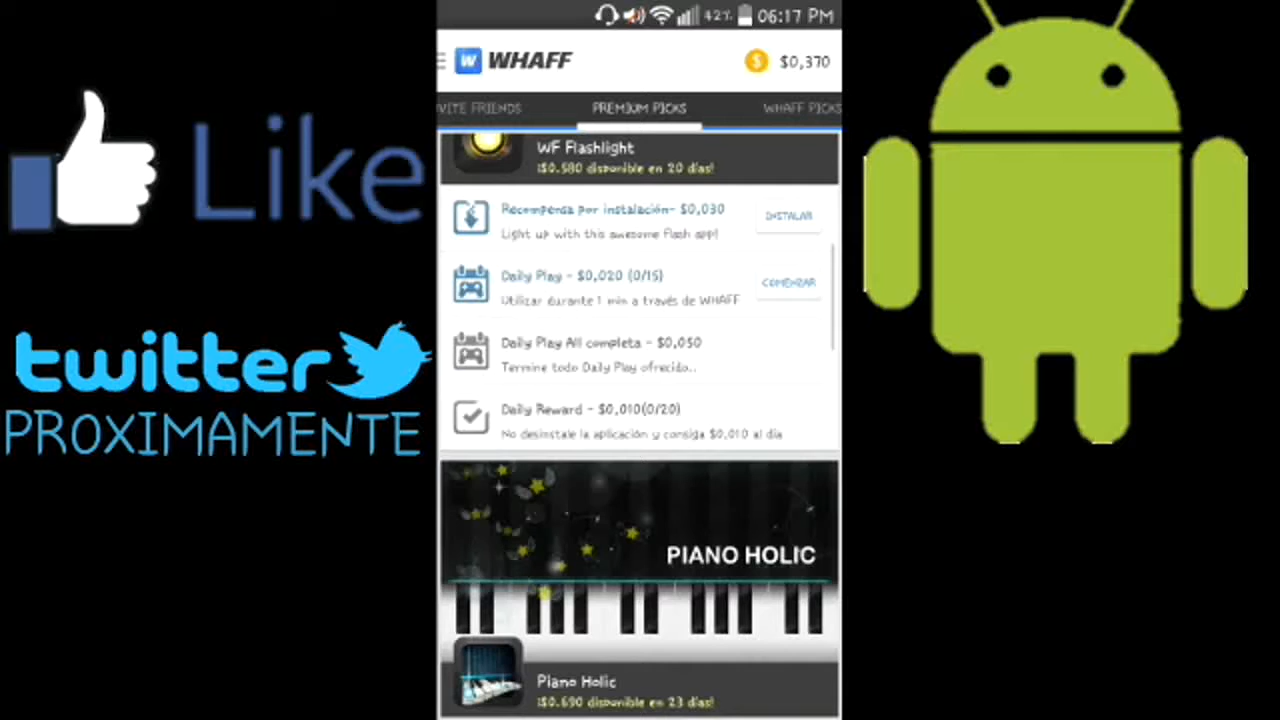 Like
twitter
PROXIMAMENTE
42% 06:17 PM
W WHAFF $ $0,370
VITE FRIENDS PREMIUM PICKS WHAFF PICKS
WF Flashlight
¡$0.580 disponible en 20 días!
Recompensa por instalación- $0,030
INSTALAR
Light up with this awesome flash app!
Daily Play - $0,020 (0/15)
COMENZAR
Utilizar durante 1 min a través de WHAFF
Daily Play All completa - $0,050
Termine todo Daily Play ofrecido..
Daily Reward - $0,010(0/20)
No desinstale la aplicación y consiga $0,010 al día
PIANO HOLIC
Piano Holic
¡$0.690 disponible en 23 días!